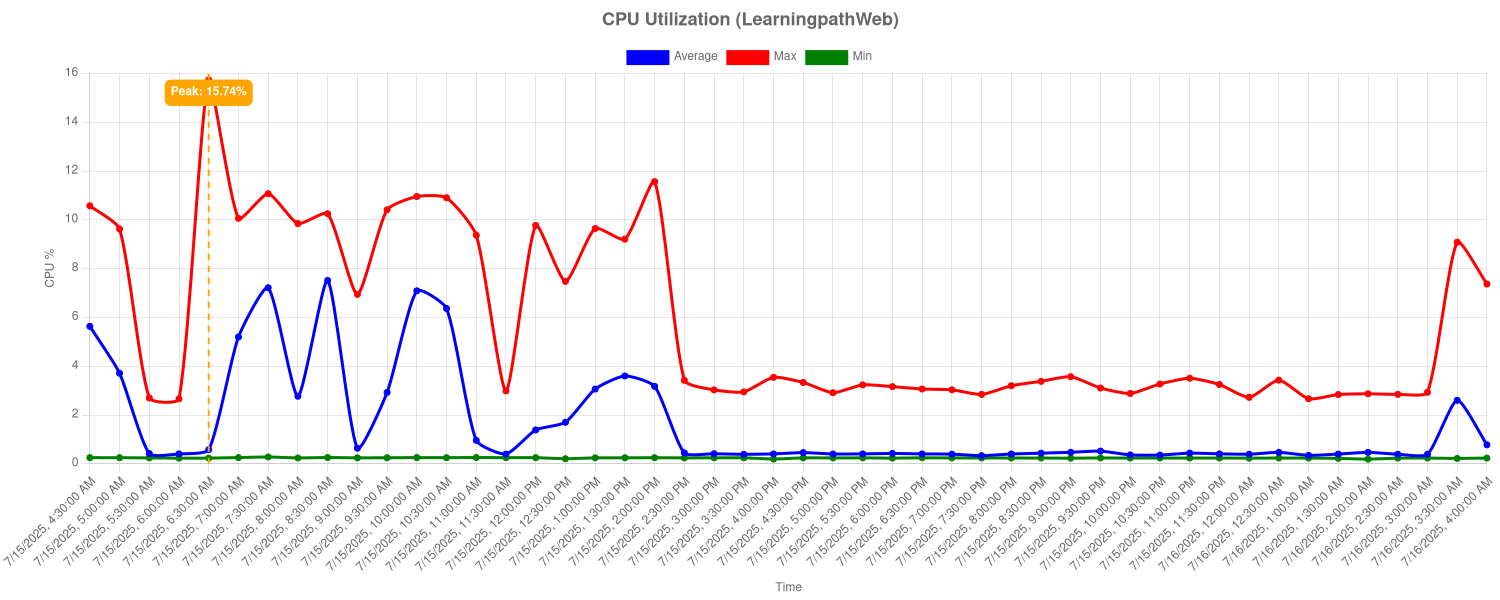 CPU Utilization (LearningpathWeb)
Average Max Min
Peak: 15.74%
CPU %
16
14
12
10
8
6
4
2
0
7/15/2025, 4:30:00 AM
7/15/2025, 5:00:00 AM
7/15/2025, 5:30:00 AM
7/15/2025, 6:00:00 AM
7/15/2025, 6:30:00 AM
7/15/2025, 7:00:00 AM
7/15/2025, 7:30:00 AM
7/15/2025, 8:00:00 AM
7/15/2025, 8:30:00 AM
7/15/2025, 9:00:00 AM
7/15/2025, 9:30:00 AM
7/15/2025, 10:00:00 AM
7/15/2025, 10:30:00 AM
7/15/2025, 11:00:00 AM
7/15/2025, 11:30:00 AM
7/15/2025, 12:00:00 PM
7/15/2025, 12:30:00 PM
7/15/2025, 1:00:00 PM
7/15/2025, 1:30:00 PM
7/15/2025, 2:00:00 PM
7/15/2025, 2:30:00 PM
7/15/2025, 3:00:00 PM
7/15/2025, 3:30:00 PM
7/15/2025, 4:00:00 PM
7/15/2025, 4:30:00 PM
7/15/2025, 5:00:00 PM
7/15/2025, 5:30:00 PM
7/15/2025, 6:00:00 PM
7/15/2025, 6:30:00 PM
7/15/2025, 7:00:00 PM
7/15/2025, 7:30:00 PM
7/15/2025, 8:00:00 PM
7/15/2025, 8:30:00 PM
7/15/2025, 9:00:00 PM
7/15/2025, 9:30:00 PM
7/15/2025, 10:00:00 PM
7/15/2025, 10:30:00 PM
7/15/2025, 11:00:00 PM
7/15/2025, 11:30:00 PM
7/16/2025, 12:00:00 AM
7/16/2025, 12:30:00 AM
7/16/2025, 1:00:00 AM
7/16/2025, 1:30:00 AM
7/16/2025, 2:00:00 AM
7/16/2025, 2:30:00 AM
7/16/2025, 3:00:00 AM
7/16/2025, 3:30:00 AM
7/16/2025, 4:00:00 AM
Time